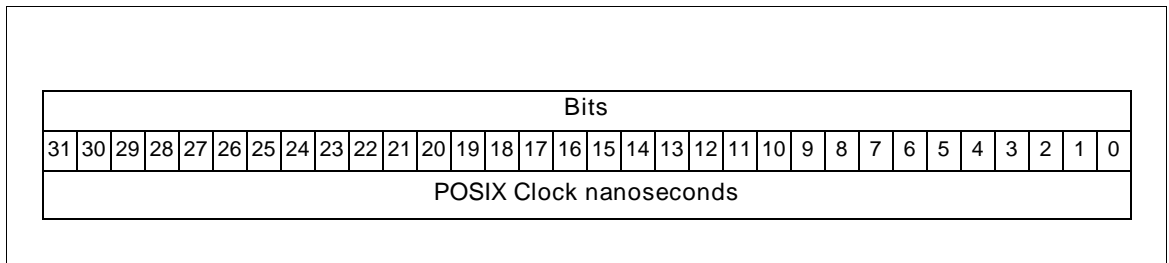 Bits
31 30 29 28 27 26 25 24 23 22 21 20 19 18 17 16 15 14 13 12 11 10 9 8 7 6 5 4 3 2 1 0
POSIX Clock nanoseconds